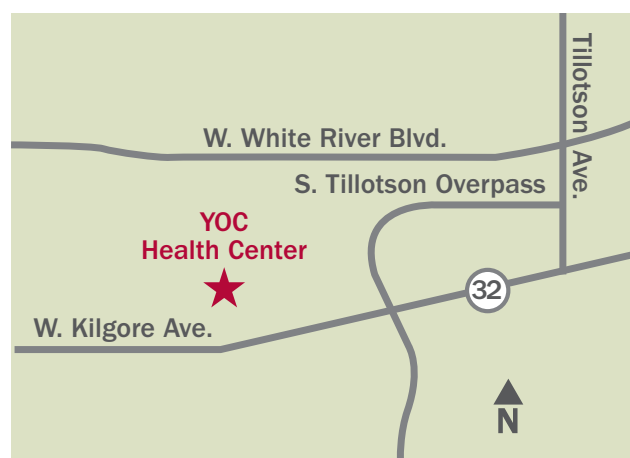 Tillotson Ave.
W. White River Blvd.
S. Tillotson Overpass
YOC
Health Center
32
W. Kilgore Ave.
N